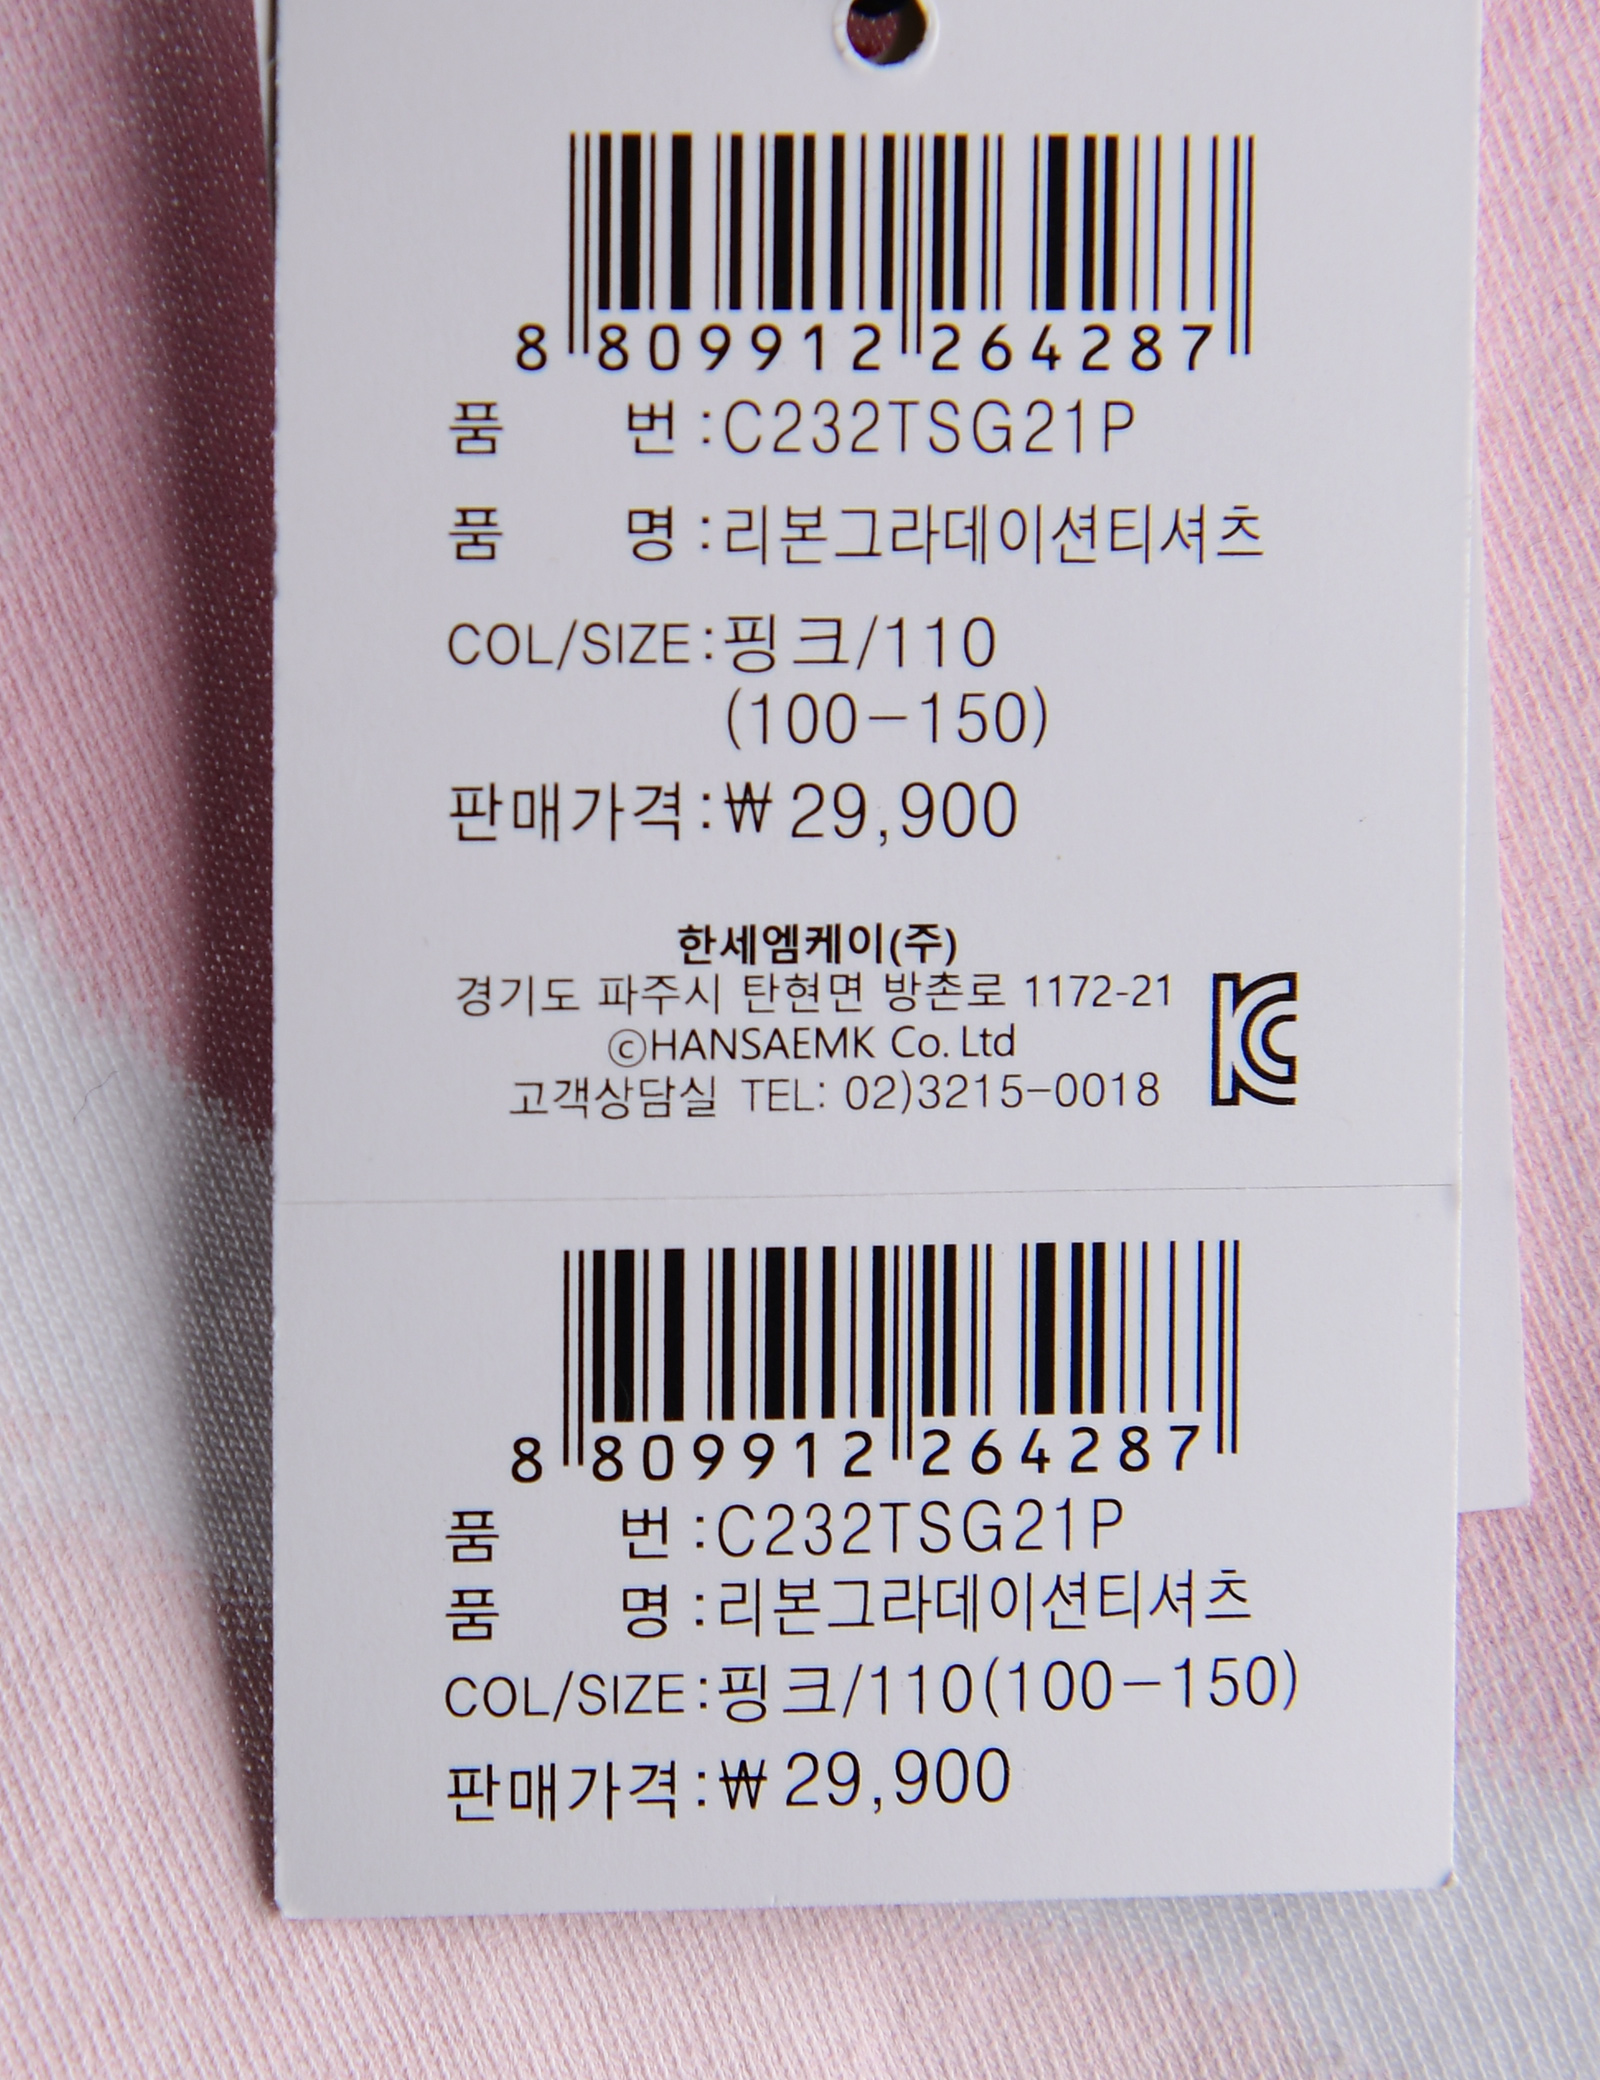 8 809912 264287
품 번 : C232TSG21P
품 명 : 리본그라데이션티셔츠
COL/SIZE : 핑크/110
(100-150)
판매가격 : ₩ 29,900
한세엠케이(주)
경기도 파주시 탄현면 방촌로 1172-21
ⓒHANSAEMK Co. Ltd
고객상담실 TEL: 02)3215-0018
KC
8 809912 264287
품 번 : C232TSG21P
품 명 : 리본그라데이션티셔츠
COL/SIZE : 핑크/110(100-150)
판매가격 : ₩ 29,900